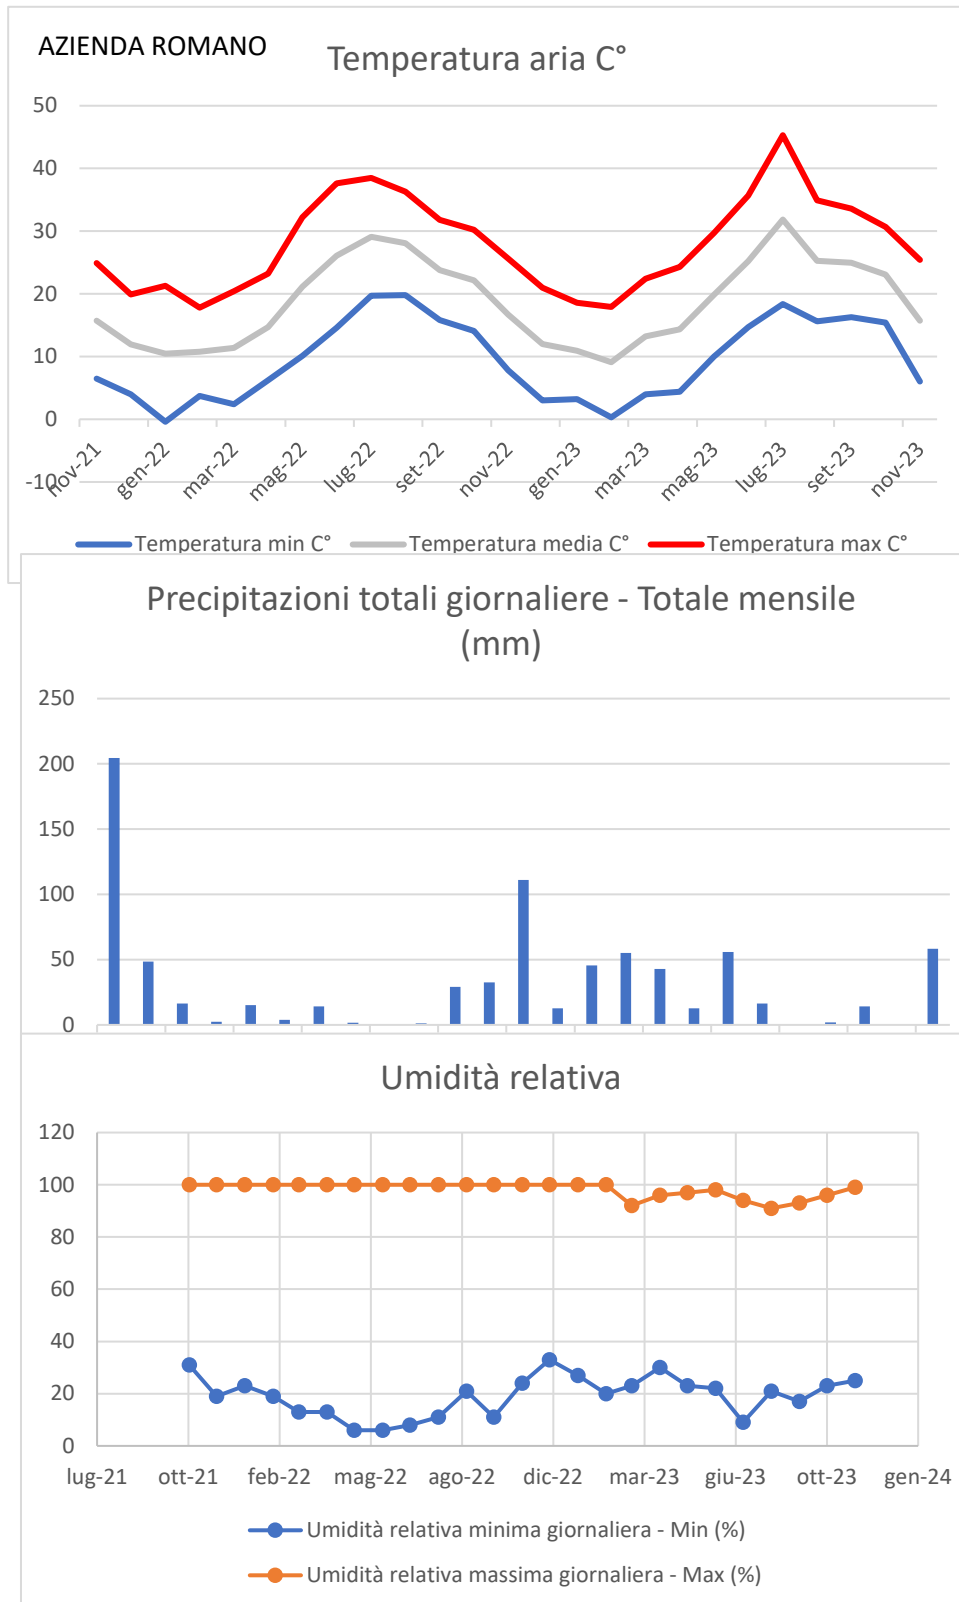 AZIENDA ROMANO
Temperatura aria C°
50
40
30
20
10
0
-10
nov-21
gen-22
mar-22
mag-22
lug-22
set-22
nov-22
gen-23
mar-23
mag-23
lug-23
set-23
nov-23
Temperatura min C° Temperatura media C° Temperatura max C°
Precipitazioni totali giornaliere - Totale mensile
(mm)
250
200
150
100
50
0
Umidità relativa
120
100
80
60
40
20
0
lug-21 ott-21 feb-22 mag-22 ago-22 dic-22 mar-23 giu-23 ott-23 gen-24
Umidità relativa minima giornaliera - Min (%)
Umidità relativa massima giornaliera - Max (%)